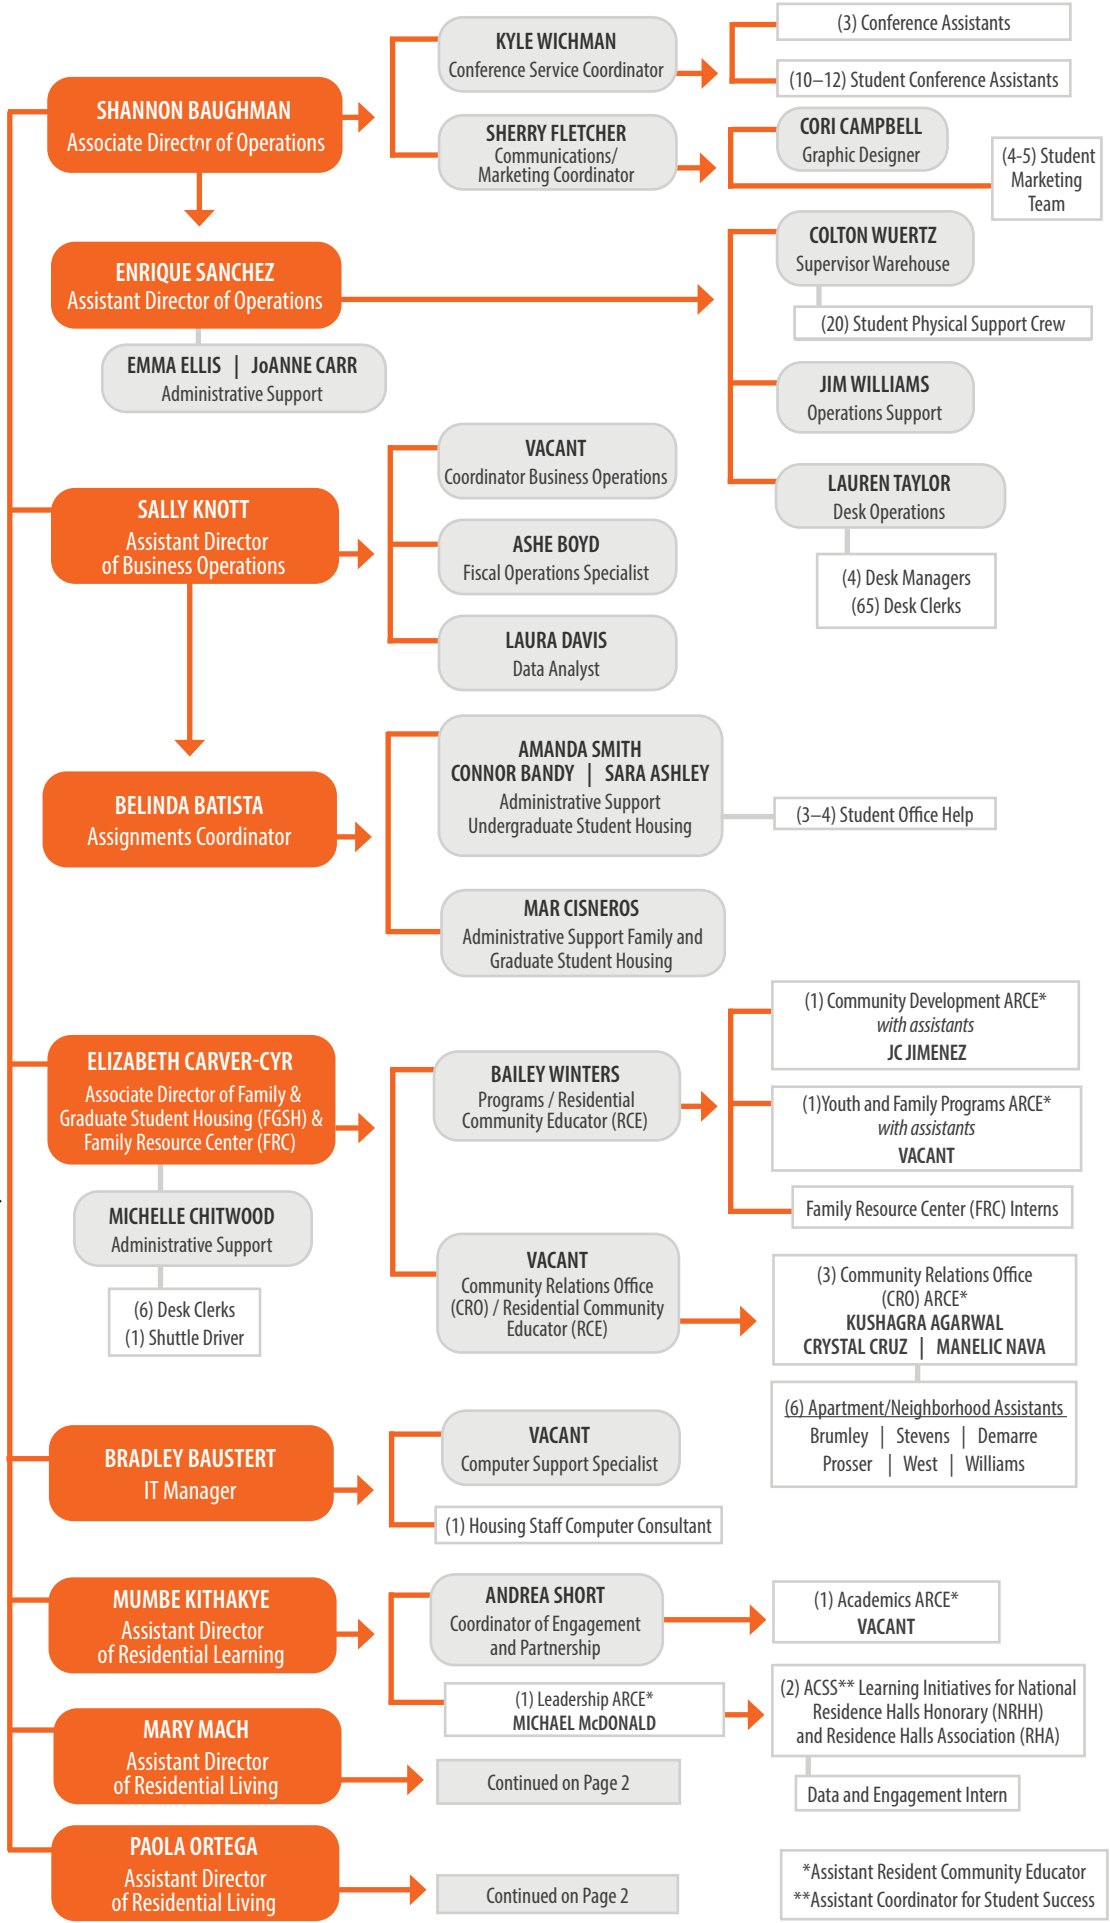 SHANNON BAUGHMAN
Associate Director of Operations
KYLE WICHMAN
Conference Service Coordinator
(3) Conference Assistants
(10–12) Student Conference Assistants
SHERRY FLETCHER
Communications/
Marketing Coordinator
CORI CAMPBELL
Graphic Designer
(4-5) Student
Marketing
Team
ENRIQUE SANCHEZ
Assistant Director of Operations
EMMA ELLIS | JoANNE CARR
Administrative Support
COLTON WUERTZ
Supervisor Warehouse
(20) Student Physical Support Crew
JIM WILLIAMS
Operations Support
LAUREN TAYLOR
Desk Operations
(4) Desk Managers
(65) Desk Clerks
SALLY KNOTT
Assistant Director
of Business Operations
VACANT
Coordinator Business Operations
ASHE BOYD
Fiscal Operations Specialist
LAURA DAVIS
Data Analyst
BELINDA BATISTA
Assignments Coordinator
AMANDA SMITH
CONNOR BANDY | SARA ASHLEY
Administrative Support
Undergraduate Student Housing
(3–4) Student Office Help
MAR CISNEROS
Administrative Support Family and
Graduate Student Housing
ELIZABETH CARVER-CYR
Associate Director of Family &
Graduate Student Housing (FGSH) &
Family Resource Center (FRC)
MICHELLE CHITWOOD
Administrative Support
(6) Desk Clerks
(1) Shuttle Driver
BAILEY WINTERS
Programs / Residential
Community Educator (RCE)
(1) Community Development ARCE*
with assistants
JC JIMENEZ
(1)Youth and Family Programs ARCE*
with assistants
VACANT
Family Resource Center (FRC) Interns
VACANT
Community Relations Office
(CRO) / Residential Community
Educator (RCE)
(3) Community Relations Office
(CRO) ARCE*
KUSHAGRA AGARWAL
CRYSTAL CRUZ | MANELIC NAVA
(6) Apartment/Neighborhood Assistants
Brumley | Stevens | Demarre
Prosser | West | Williams
BRADLEY BAUSTERT
IT Manager
VACANT
Computer Support Specialist
(1) Housing Staff Computer Consultant
MUMBE KITHAKYE
Assistant Director
of Residential Learning
ANDREA SHORT
Coordinator of Engagement
and Partnership
(1) Academics ARCE*
VACANT
(1) Leadership ARCE*
MICHAEL McDONALD
(2) ACSS** Learning Initiatives for National
Residence Halls Honorary (NRHH)
and Residence Halls Association (RHA)
Data and Engagement Intern
MARY MACH
Assistant Director
of Residential Living
Continued on Page 2
PAOLA ORTEGA
Assistant Director
of Residential Living
Continued on Page 2
*Assistant Resident Community Educator
**Assistant Coordinator for Student Success